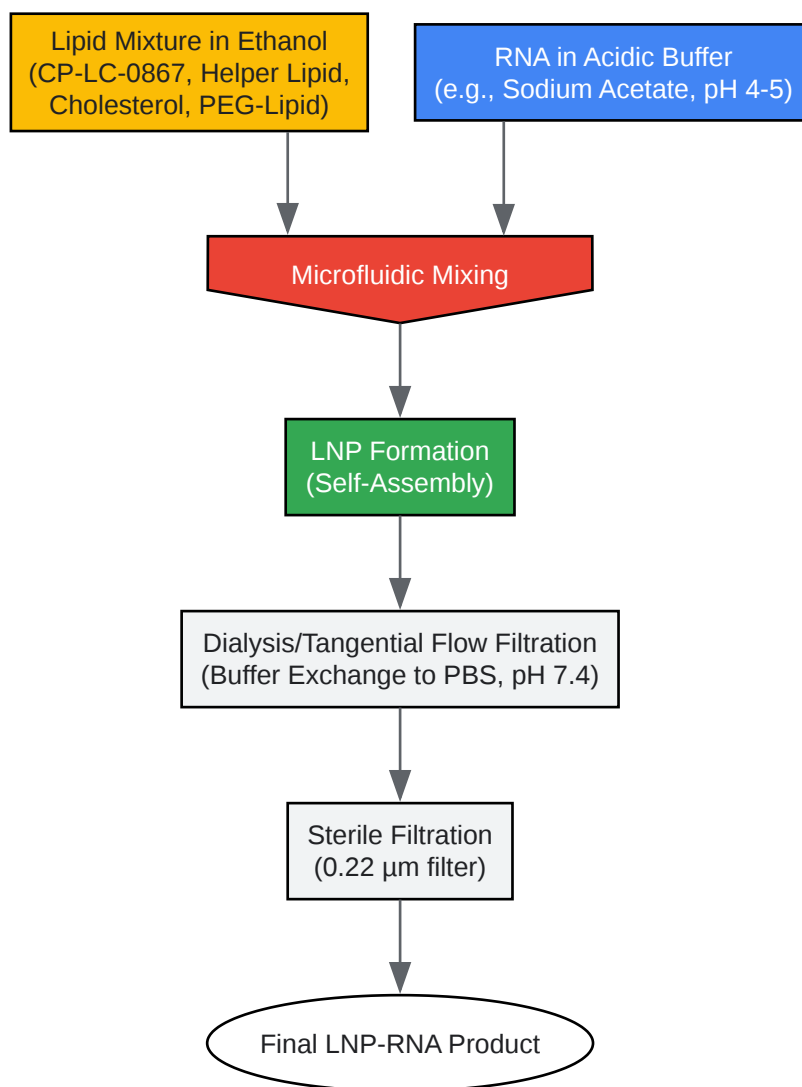 Lipid Mixture in Ethanol
(CP-LC-0867, Helper Lipid,
Cholesterol, PEG-Lipid)
RNA in Acidic Buffer
(e.g., Sodium Acetate, pH 4-5)
Microfluidic Mixing
LNP Formation
(Self-Assembly)
Dialysis/Tangential Flow Filtration
(Buffer Exchange to PBS, pH 7.4)
Sterile Filtration
(0.22 µm filter)
Final LNP-RNA Product